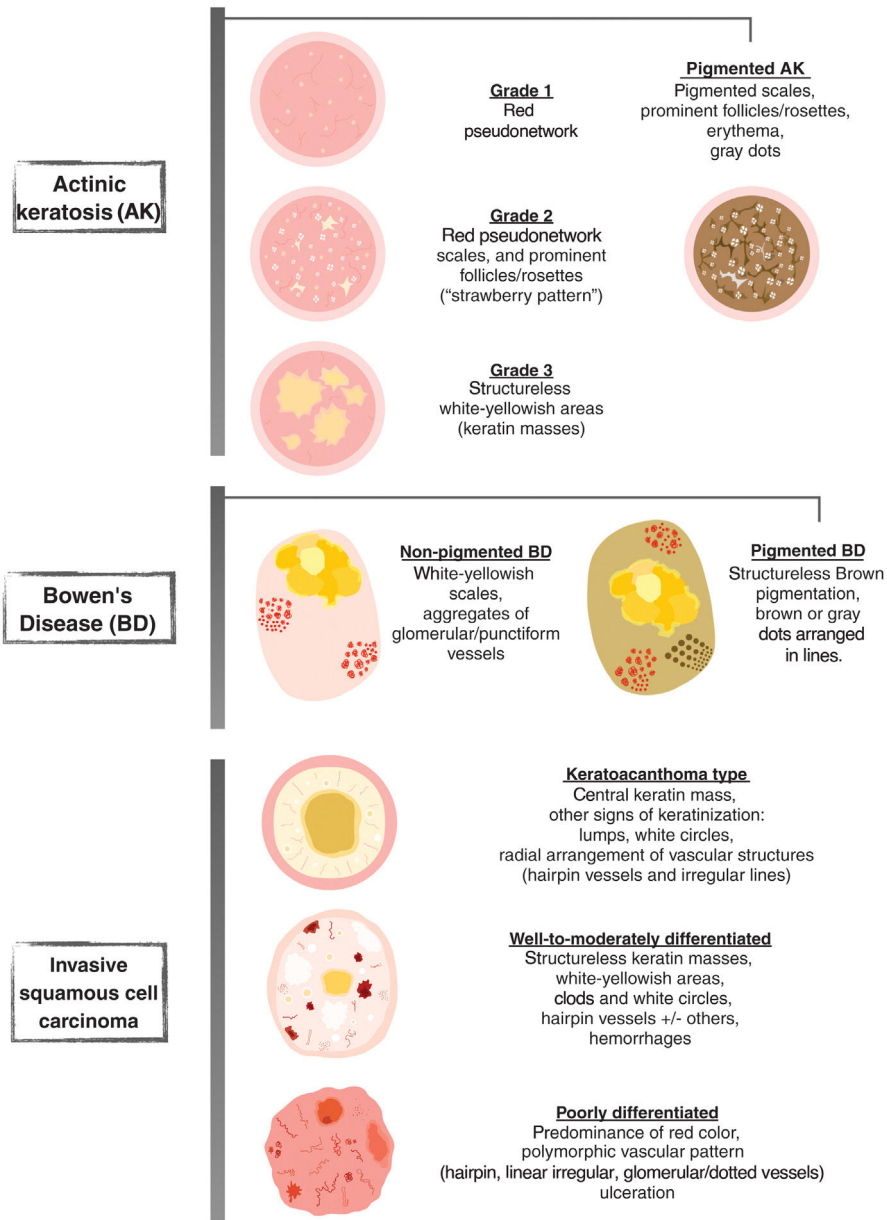 Actinic
keratosis (AK)
Grade 1
Red
pseudonetwork
Pigmented AK
Pigmented scales,
prominent follicles/rosettes,
erythema,
gray dots
Grade 2
Red pseudonetwork
scales, and prominent
follicles/rosettes
(“strawberry pattern”)
Grade 3
Structureless
white-yellowish areas
(keratin masses)
Bowen's
Disease (BD)
Non-pigmented BD
White-yellowish
scales,
aggregates of
glomerular/punctiform
vessels
Pigmented BD
Structureless Brown
pigmentation,
brown or gray
dots arranged
in lines.
Invasive
squamous cell
carcinoma
Keratoacanthoma type
Central keratin mass,
other signs of keratinization:
lumps, white circles,
radial arrangement of vascular structures
(hairpin vessels and irregular lines)
Well-to-moderately differentiated
Structureless keratin masses,
white-yellowish areas,
clods and white circles,
hairpin vessels +/- others,
hemorrhages
Poorly differentiated
Predominance of red color,
polymorphic vascular pattern
(hairpin, linear irregular, glomerular/dotted vessels)
ulceration